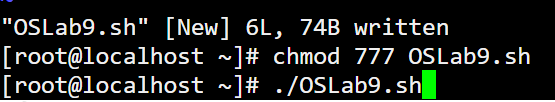 "OSLab9.sh" [New] 6L, 74B written
[root@localhost ~]# chmod 777 OSLab9.sh
[root@localhost ~]# ./OSLab9.sh